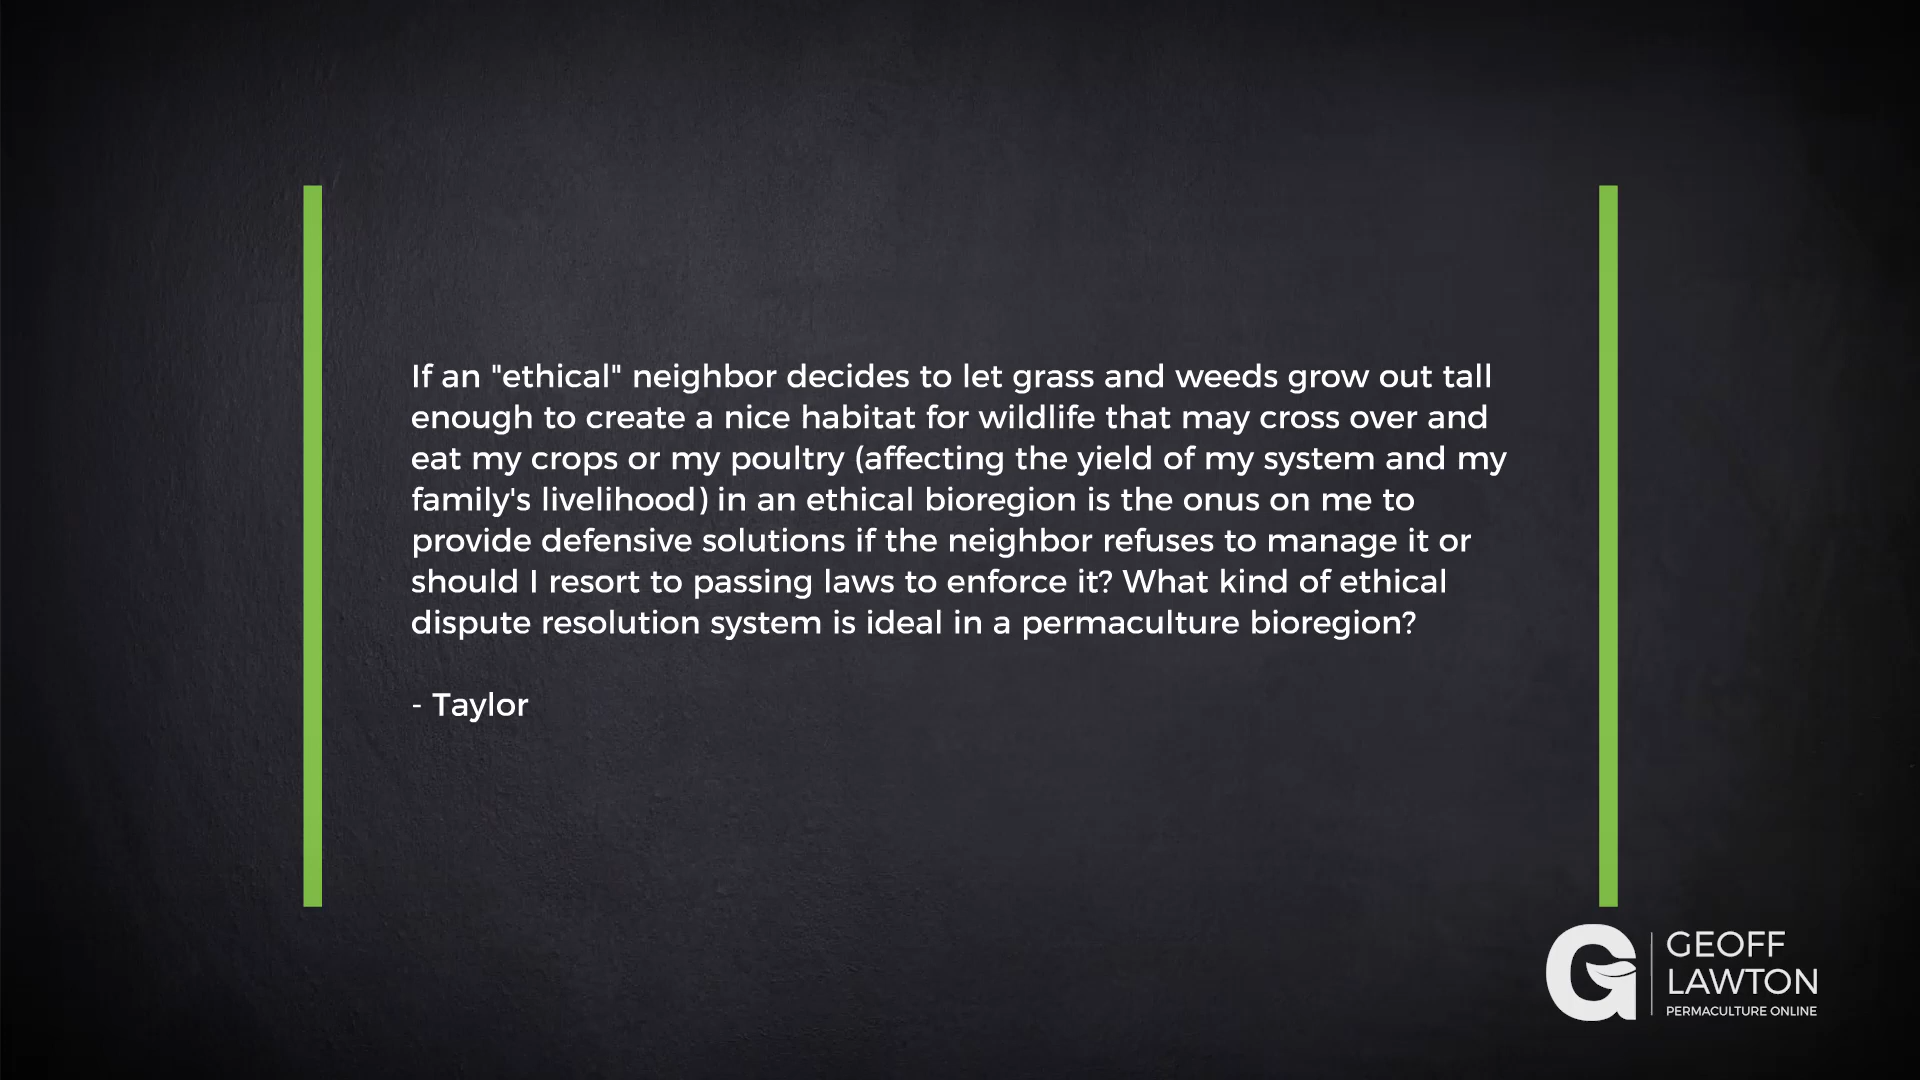 If an "ethical" neighbor decides to let grass and weeds grow out tall
enough to create a nice habitat for wildlife that may cross over and
eat my crops or my poultry (affecting the yield of my system and my
family's livelihood) in an ethical bioregion is the onus on me to
provide defensive solutions if the neighbor refuses to manage it or
should I resort to passing laws to enforce it? What kind of ethical
dispute resolution system is ideal in a permaculture bioregion?
- Taylor
GEOFF
LAWTON
PERMACULTURE ONLINE